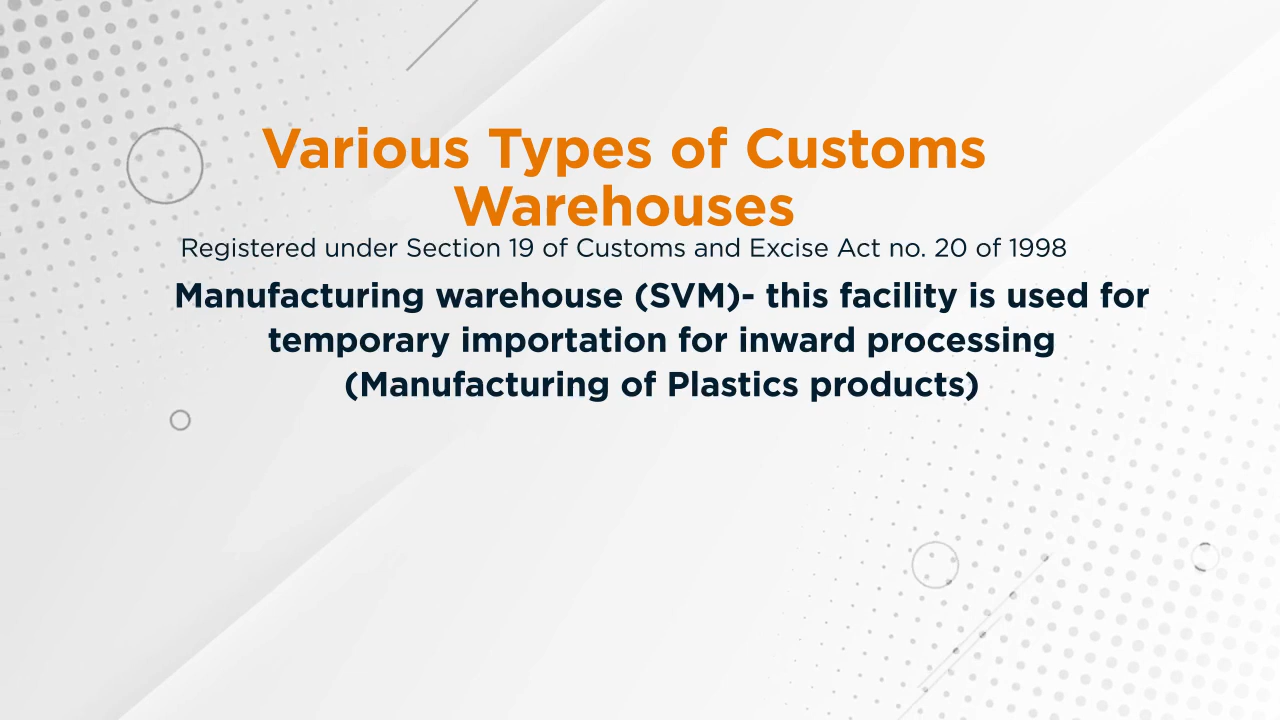 Various Types of Customs
Warehouses
Registered under Section 19 of Customs and Excise Act no. 20 of 1998
Manufacturing warehouse (SVM)- this facility is used for
temporary importation for inward processing
(Manufacturing of Plastics products)